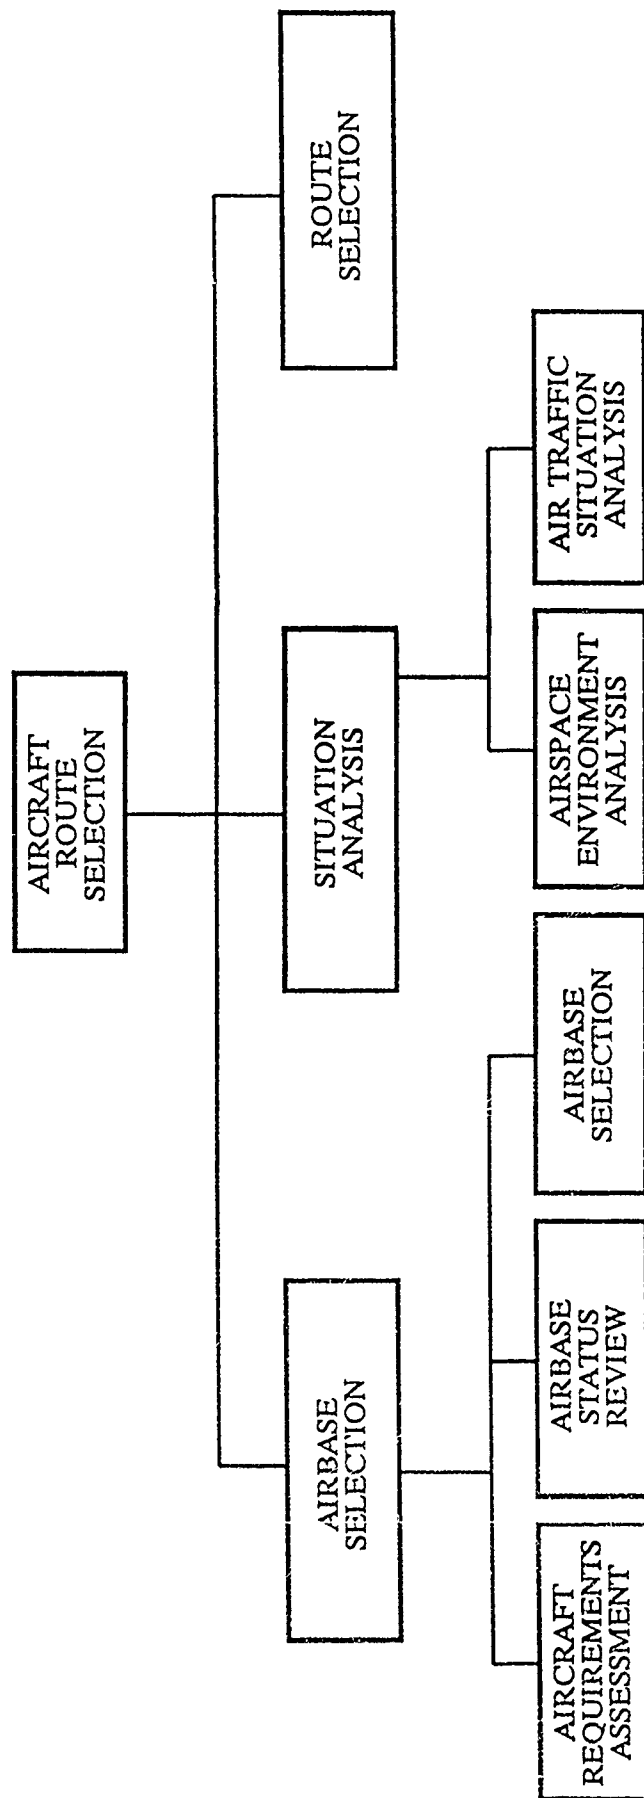 AIRCRAFT
ROUTE
SELECTION
AIRBASE
SELECTION
SITUATION
ANALYSIS
ROUTE
SELECTION
AIRCRAFT
REQUIREMENTS
ASSESSMENT
AIRBASE
STATUS
REVIEW
AIRBASE
SELECTION
AIRSPACE
ENVIRONMENT
ANALYSIS
AIR TRAFFIC
SITUATION
ANALYSIS